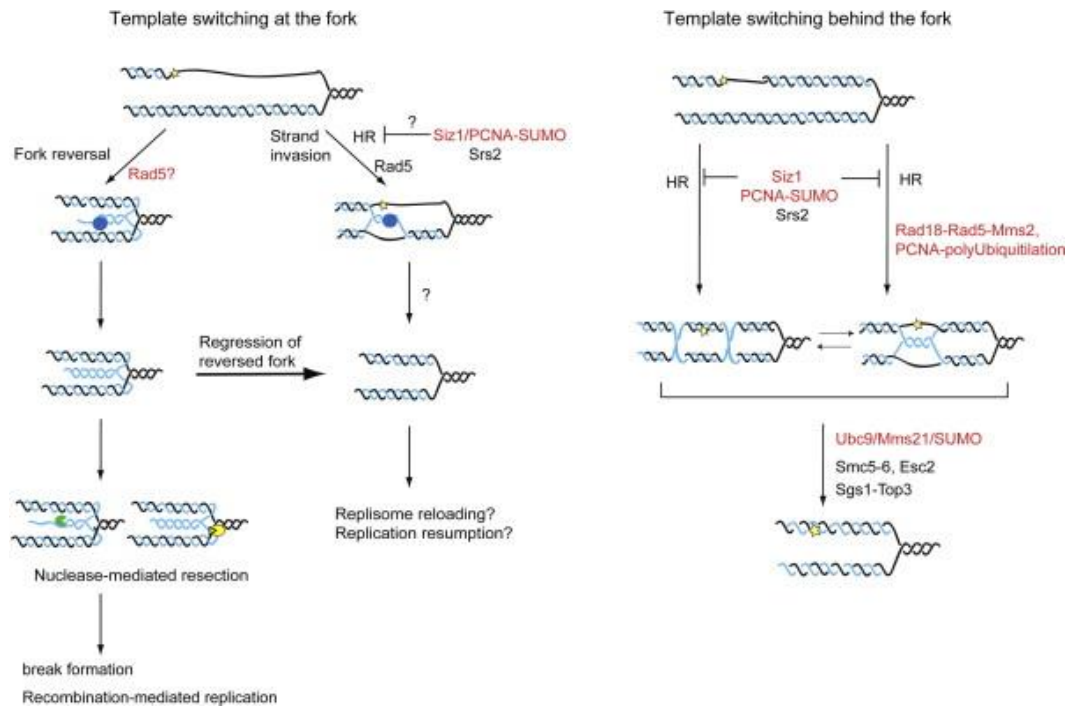 Template switching at the fork
Template switching behind the fork
Fork reversal
Rad5?
Strand
invasion
HR
?
Siz1/PCNA-SUMO
Srs2
Rad5
HR
Siz1
PCNA-SUMO
Srs2
HR
Rad18-Rad5-Mms2,
PCNA-polyUbiquitilation
?
Regression of
reversed fork
Ubc9/Mms21/SUMO
Smc5-6, Esc2
Sgs1-Top3
Replisome reloading?
Replication resumption?
Nuclease-mediated resection
break formation
Recombination-mediated replication